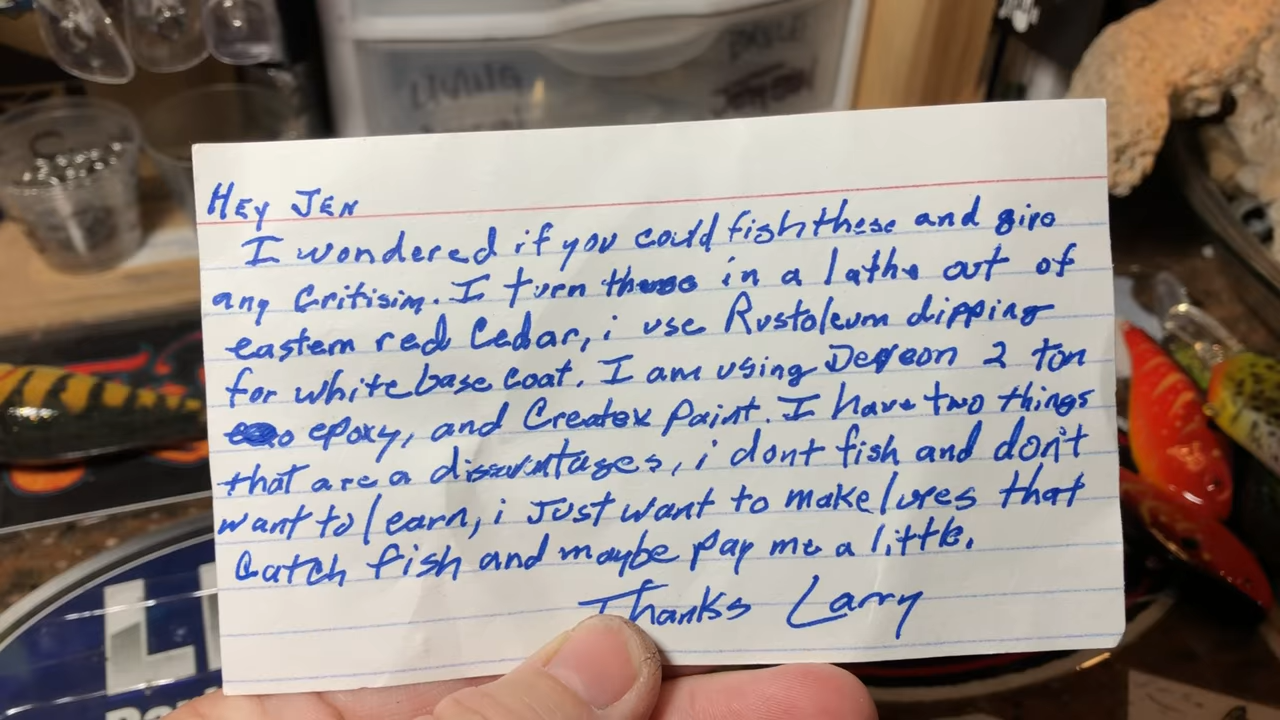 HEy JEN
I wondered if you could fish these and give
any Critisim. I turn these in a lathe out of
eastern red Cedar, i use Rustoleum dipping
for white base coat. I am using Devcon 2 ton
epoxy, and Createx Paint. I have two things
that are a dissavntages, i dont fish and don't
want to learn, i Just want to make lures that
Catch fish and maybe pay me a little.
Thanks Larry
LIVING